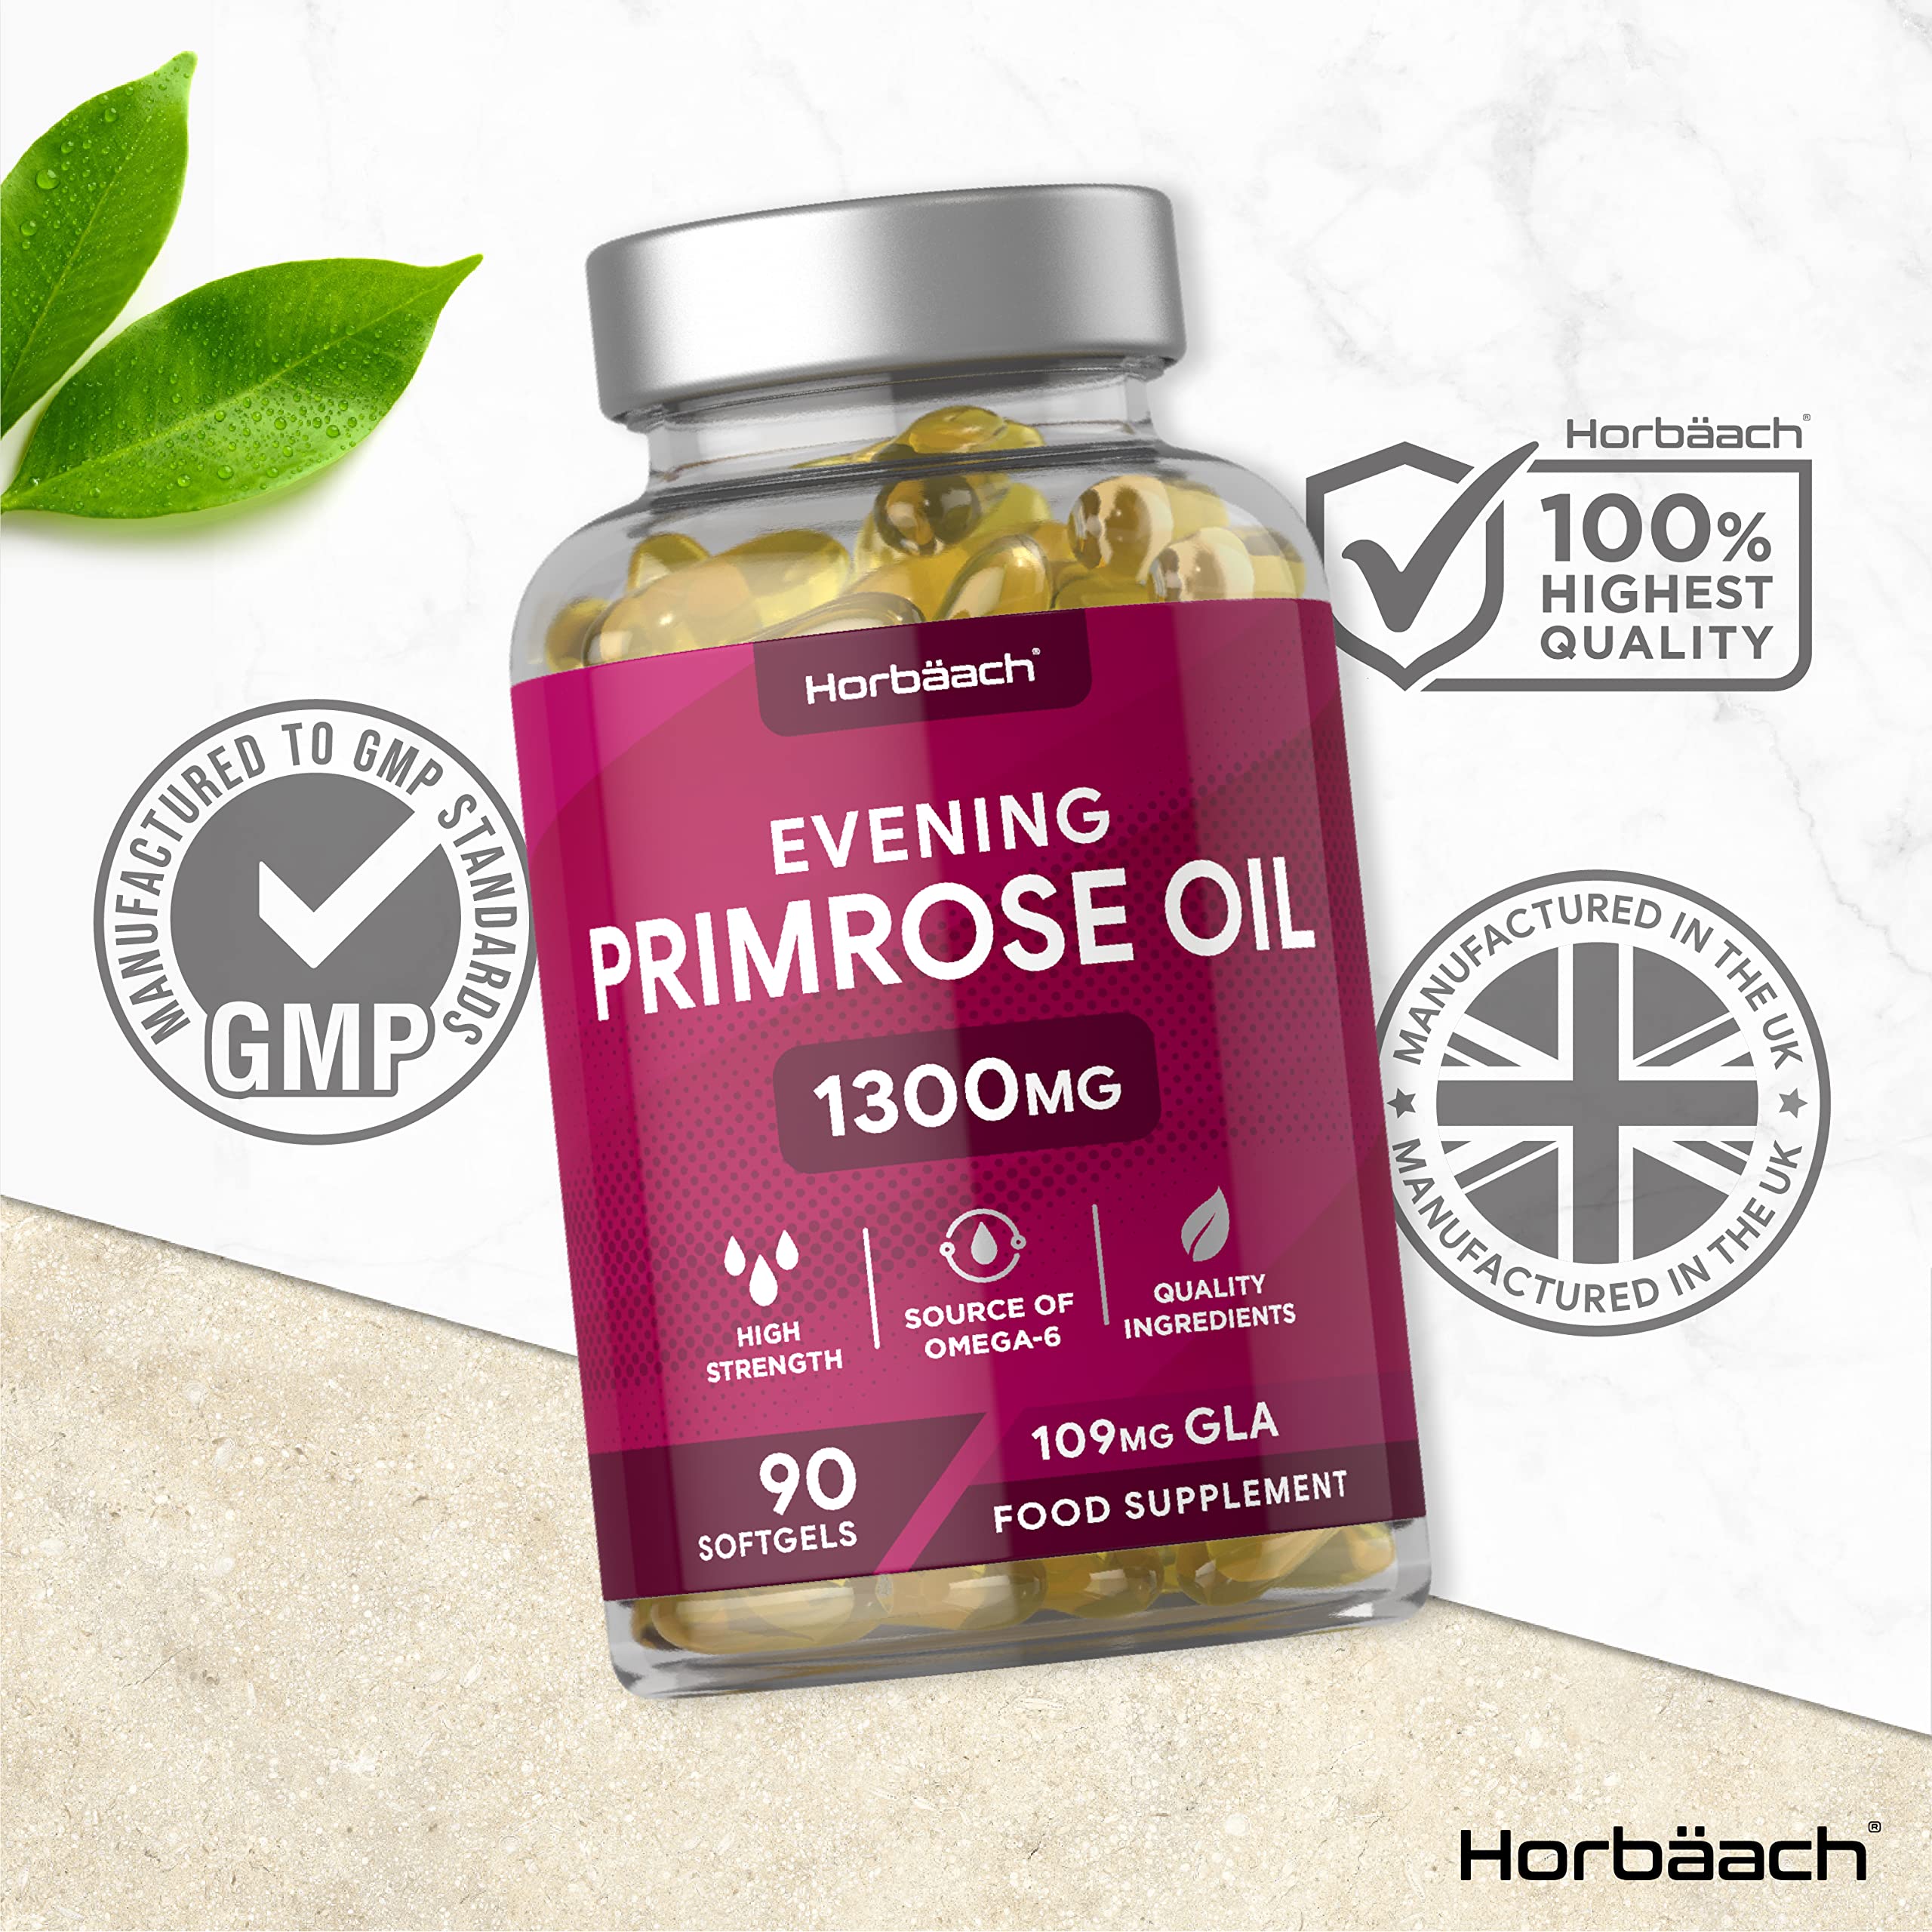 Horbäach®
100%
HIGHEST
QUALITY
Horbäach®
MANUFACTURED TO GMP STANDARDS
GMP
EVENING
PRIMROSE OIL
1300MG
MANUFACTURED IN THE UK
MANUFACTURED IN THE UK
HIGH
STRENGTH
SOURCE OF
OMEGA-6
QUALITY
INGREDIENTS
90
SOFTGELS
109MG GLA
FOOD SUPPLEMENT
Horbäach®